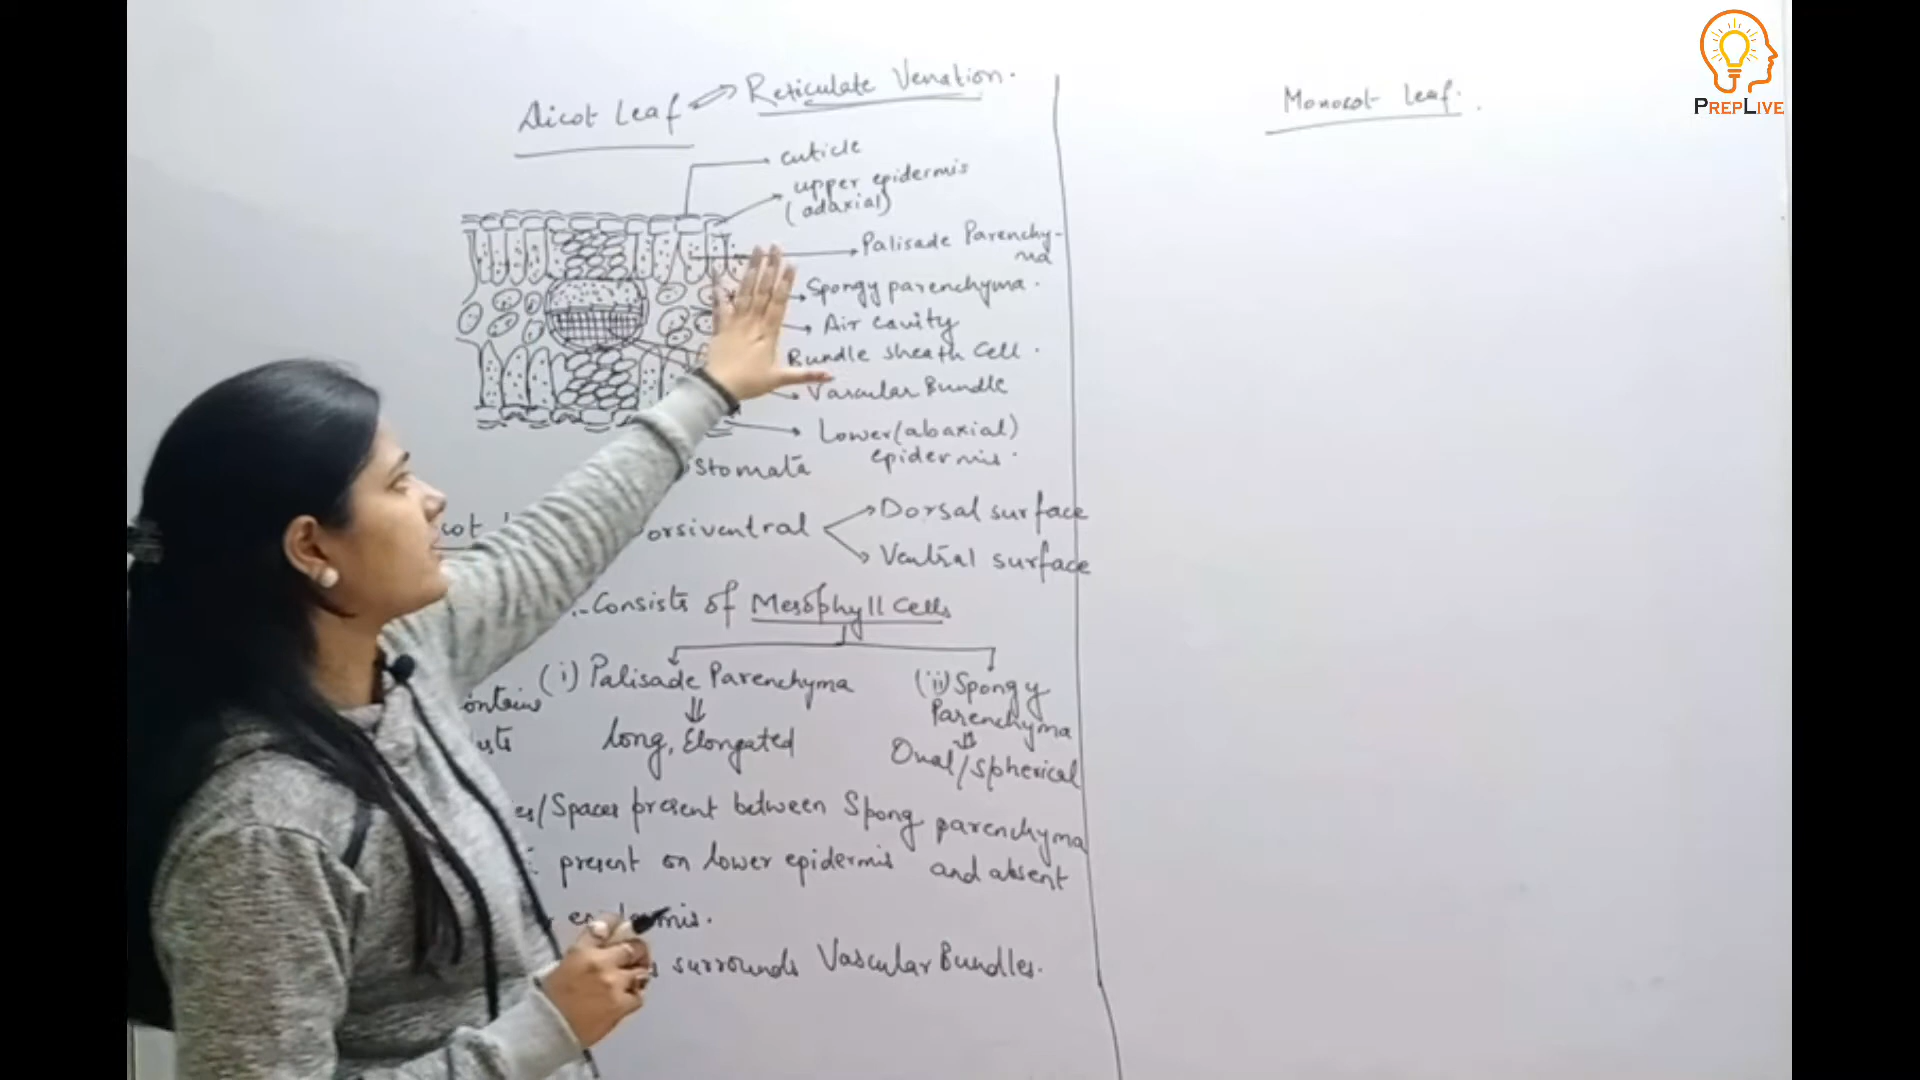 Dicot Leaf Reticulate Venation.
cuticle
upper epidermis
(adaxial)
Palisade Parenchy-
ma
Spongy parenchyma.
Air cavity
Bundle sheath Cell.
Vascular Bundle
Lower (abaxial)
epidermis.
Stomata
Dorsal surface
orsiventral
Ventral surface
Consists of Mesophyll Cells
(i) Palisade Parenchyma
(ii) Spongy
Parenchyma
long, Elongated
Oval/spherical
es/Spaces present between Spong parenchyma
present on lower epidermis and absent
surrounds Vascular Bundles.
Monocot leaf.
PREPLIVE